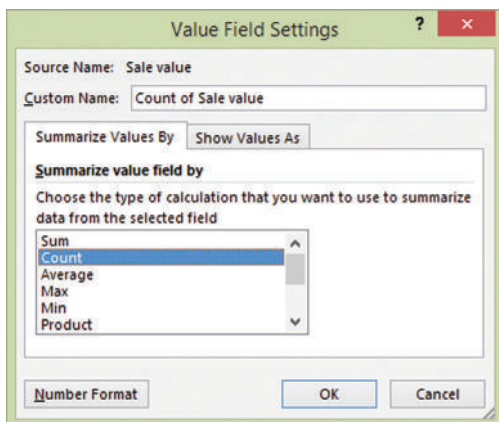 Value Field Settings ? ×
Source Name: Sale value
Custom Name: Count of Sale value
Summarize Values By Show Values As
Summarize value field by
Choose the type of calculation that you want to use to summarize
data from the selected field
Sum
Count
Average
Max
Min
Product
Number Format OK Cancel